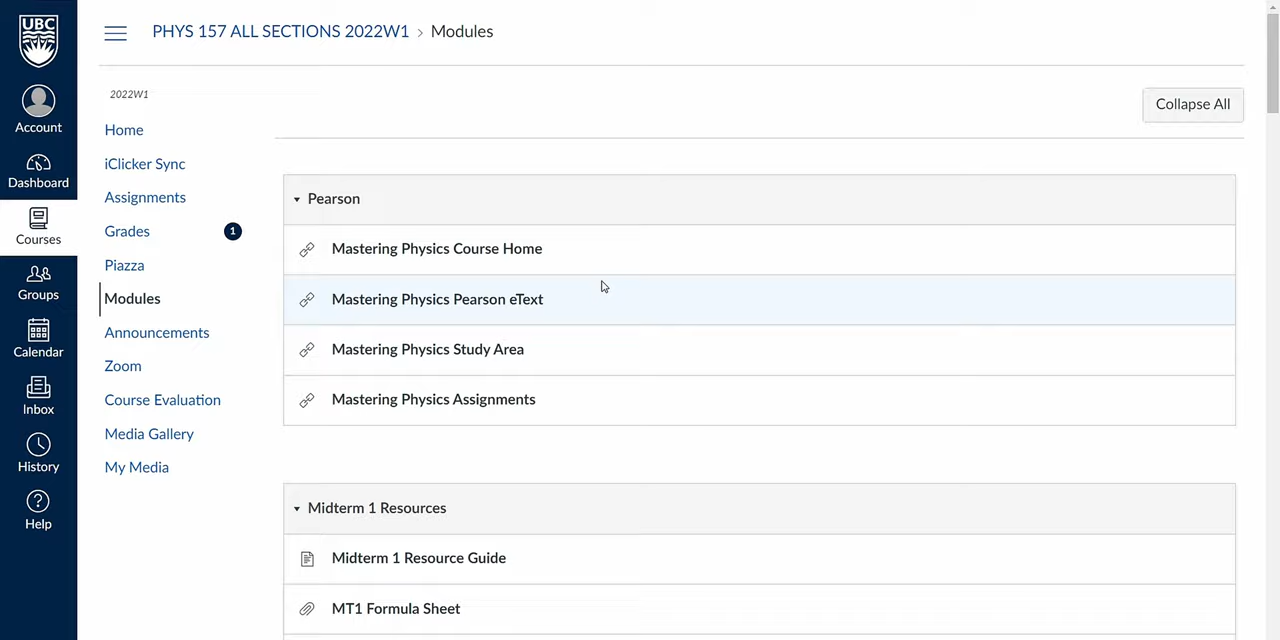 UBC
PHYS 157 ALL SECTIONS 2022W1 > Modules
2022W1
Collapse All
Account
Dashboard
Courses
Groups
Calendar
Inbox
History
Help
Home
iClicker Sync
Assignments
Grades 1
Piazza
Modules
Announcements
Zoom
Course Evaluation
Media Gallery
My Media
Pearson
Mastering Physics Course Home
Mastering Physics Pearson eText
Mastering Physics Study Area
Mastering Physics Assignments
Midterm 1 Resources
Midterm 1 Resource Guide
MT1 Formula Sheet